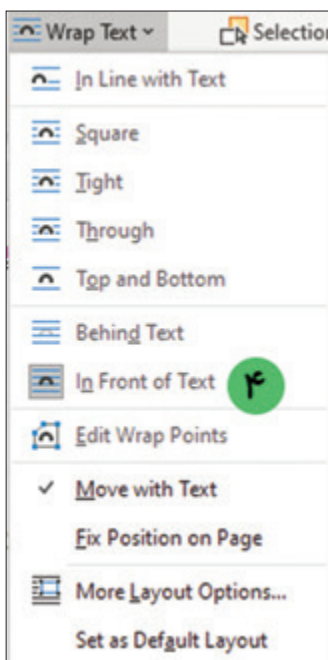 Wrap Text
Selection
In Line with Text
Square
Tight
Through
Top and Bottom
Behind Text
In Front of Text ۴
Edit Wrap Points
Move with Text
Fix Position on Page
More Layout Options...
Set as Default Layout